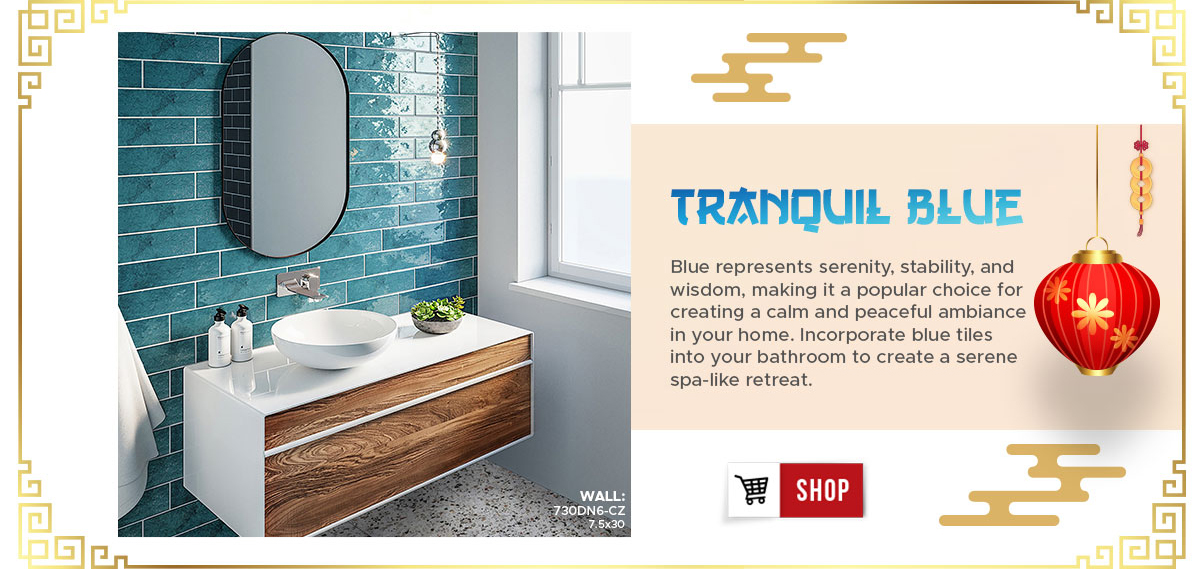 TRANQUIL BLUE
Blue represents serenity, stability, and
wisdom, making it a popular choice for
creating a calm and peaceful ambiance
in your home. Incorporate blue tiles
into your bathroom to create a serene
spa-like retreat.
WALL:
730DN6-CZ
7.5x30
SHOP